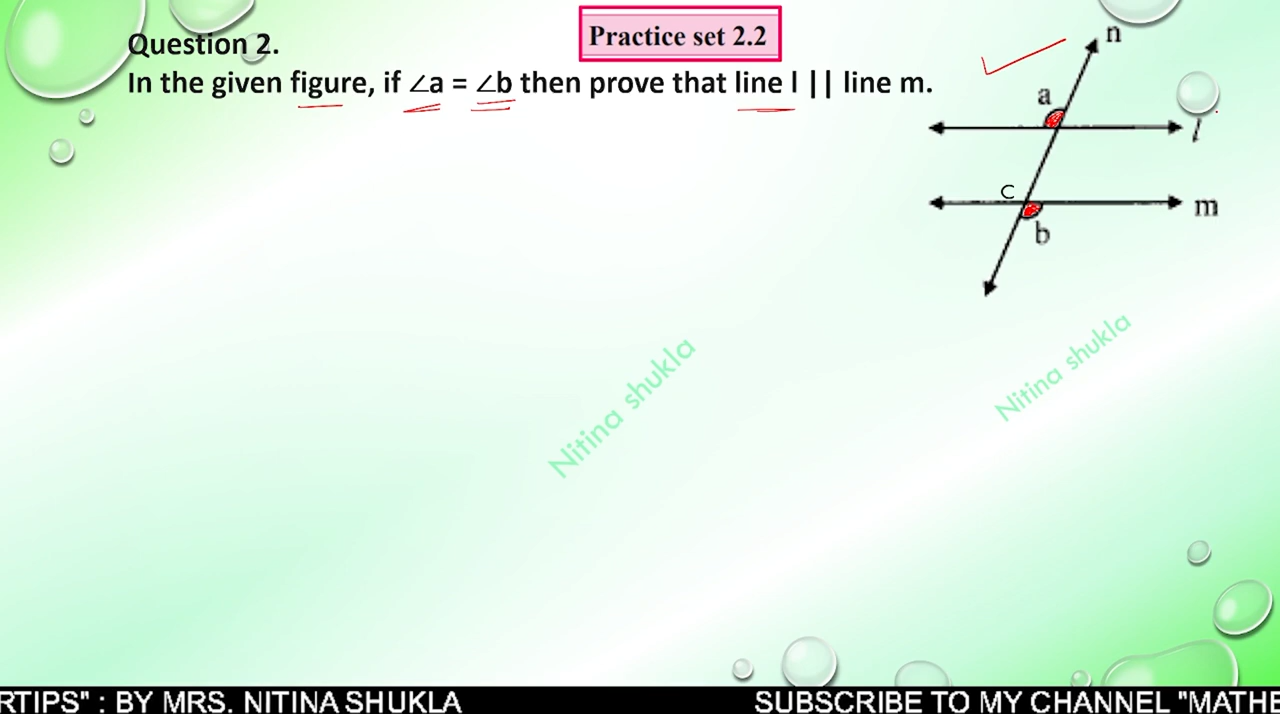 Practice set 2.2
Question 2.
In the given figure, if ∠a = ∠b then prove that line l || line m.
n
a
l
c
m
b
Nitina shukla
Nitina shukla
RTIPS" : BY MRS. NITINA SHUKLA
SUBSCRIBE TO MY CHANNEL "MATHE